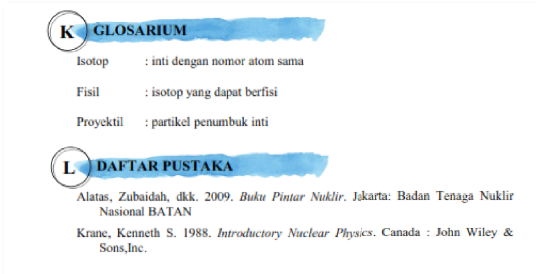 K GLOSARIUM
Isotop : inti dengan nomor atom sama
Fisil : isotop yang dapat berfisi
Proyektil : partikel penumbuk inti
L DAFTAR PUSTAKA
Alatas, Zubaidah, dkk. 2009. Buku Pintar Nuklir. Jakarta: Badan Tenaga Nuklir
Nasional BATAN
Krane, Kenneth S. 1988. Introductory Nuclear Physics. Canada : John Wiley &
Sons,Inc.